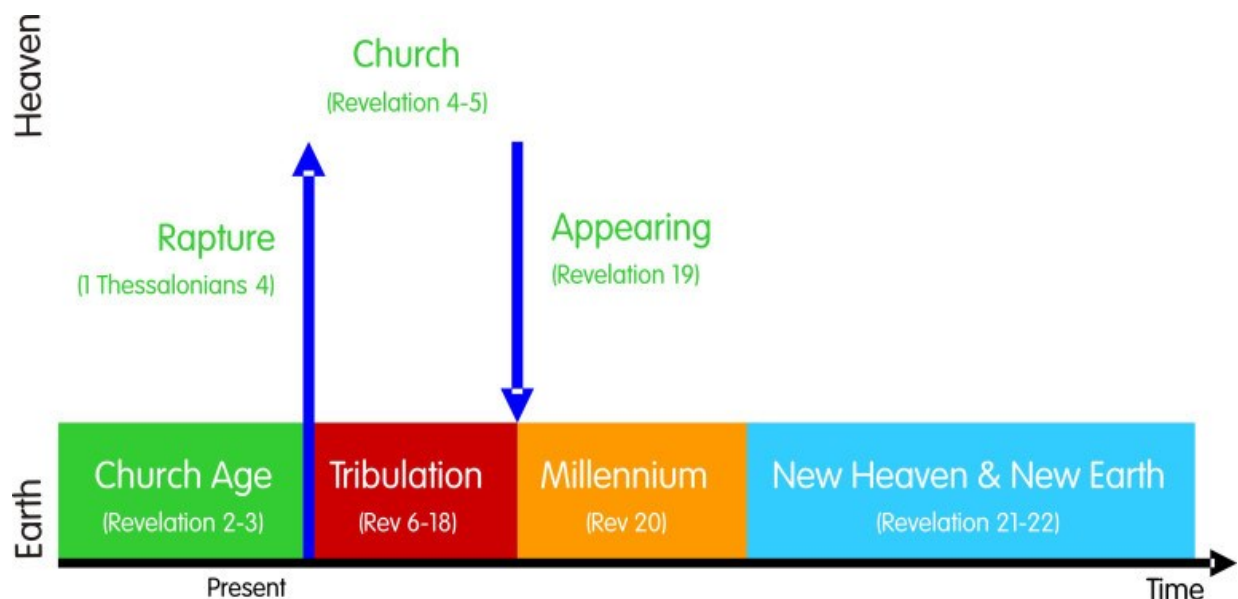 Heaven
Church
(Revelation 4-5)
Rapture
(1 Thessalonians 4)
Appearing
(Revelation 19)
Earth
Church Age
(Revelation 2-3)
Tribulation
(Rev 6-18)
Millennium
(Rev 20)
New Heaven & New Earth
(Revelation 21-22)
Present
Time